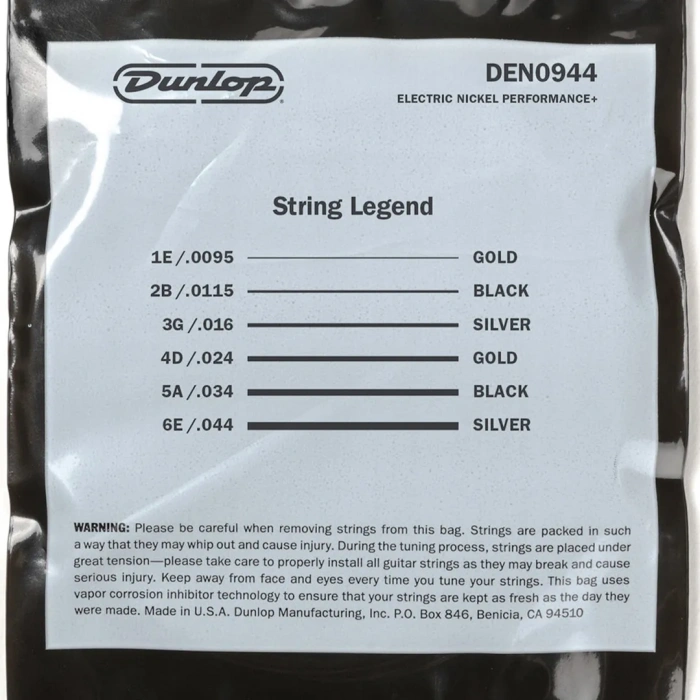 Dunlop
DEN0944
ELECTRIC NICKEL PERFORMANCE+
String Legend
1E/.0095 GOLD
2B/.0115 BLACK
3G/.016 SILVER
4D/.024 GOLD
5A/.034 BLACK
6E/.044 SILVER
WARNING: Please be careful when removing strings from this bag. Strings are packed in such
a way that they may whip out and cause injury. During the tuning process, strings are placed under
great tension—please take care to properly install all guitar strings as they may break and cause
serious injury. Keep away from face and eyes every time you tune your strings. This bag uses
vapor corrosion inhibitor technology to ensure that your strings are kept as fresh as the day they
were made. Made in U.S.A. Dunlop Manufacturing, Inc. P.O. Box 846, Benicia, CA 94510